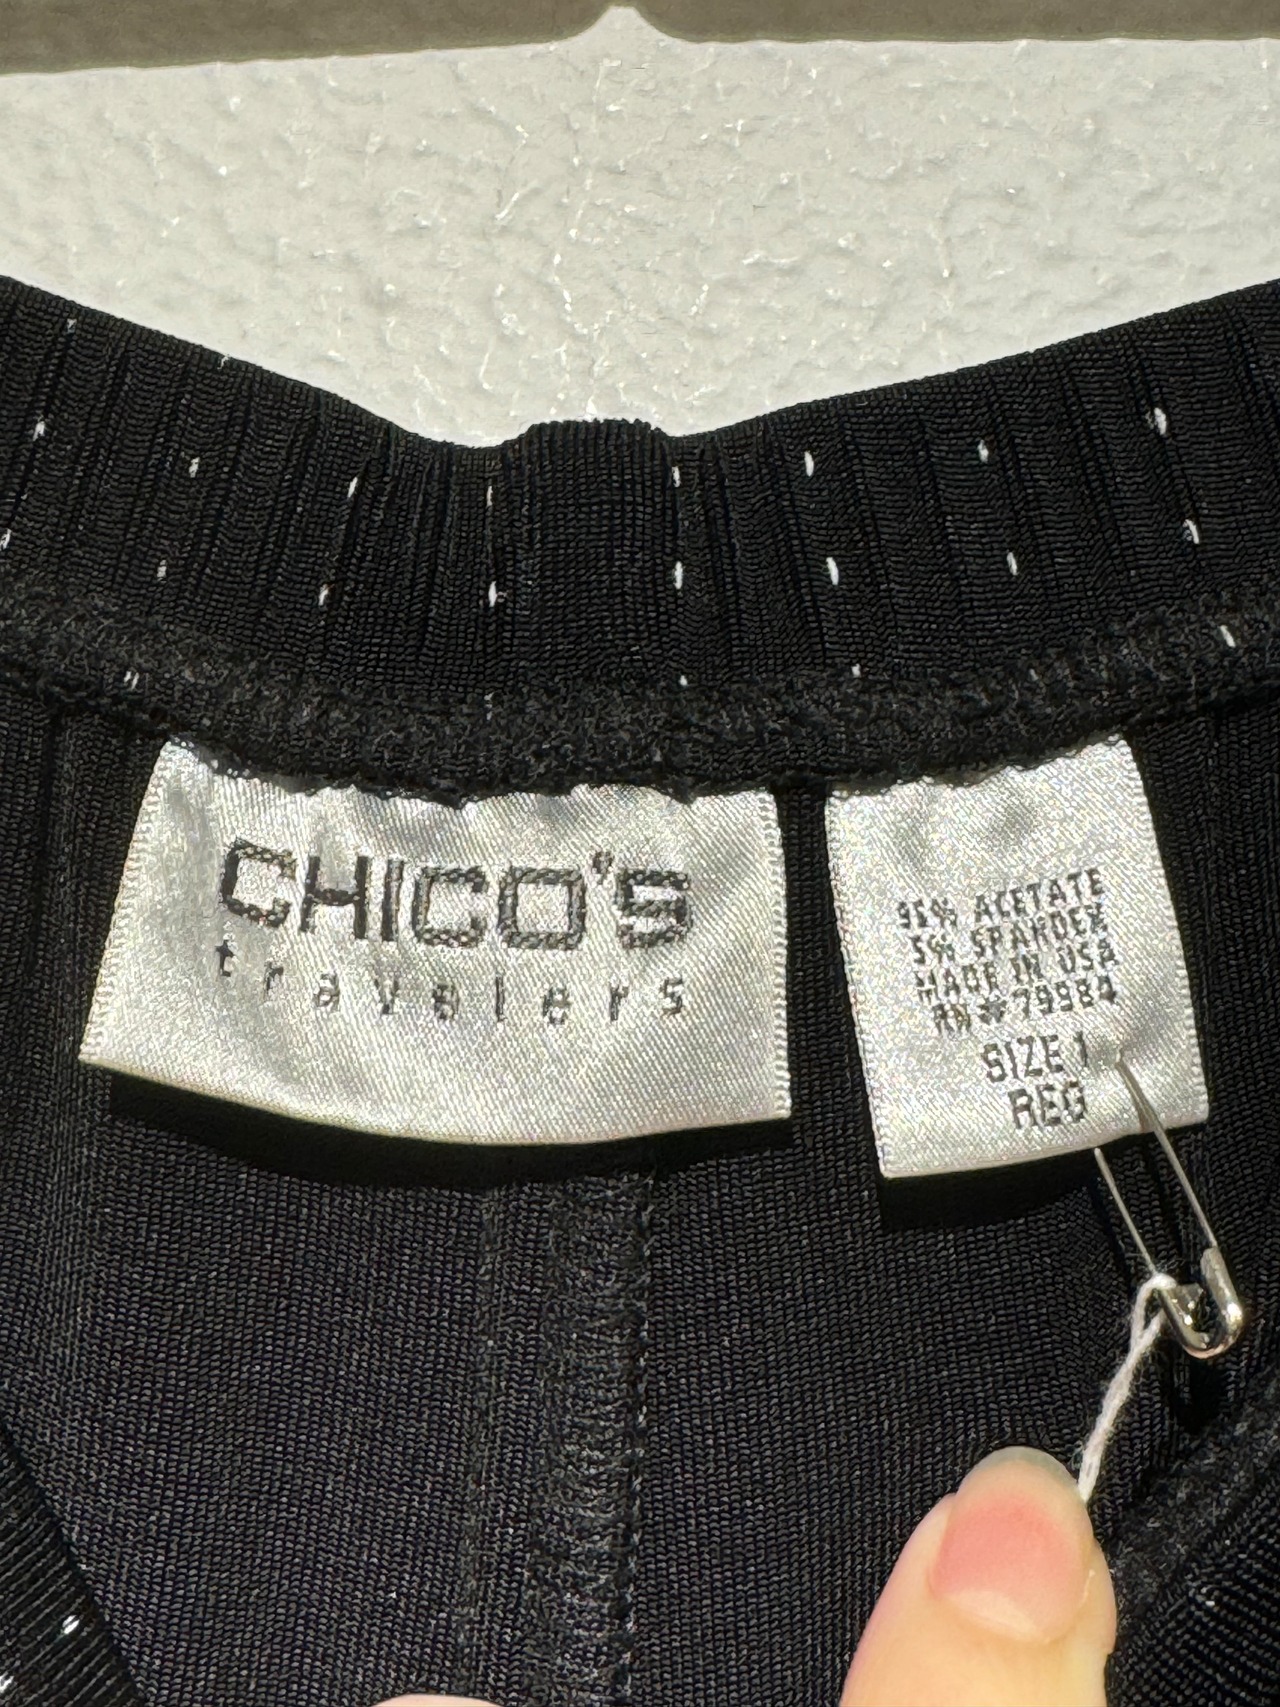 CHICO'S
travelers
95% ACETATE
5% SPANDEX
MADE IN USA
RN# 79984
SIZE 1
REG